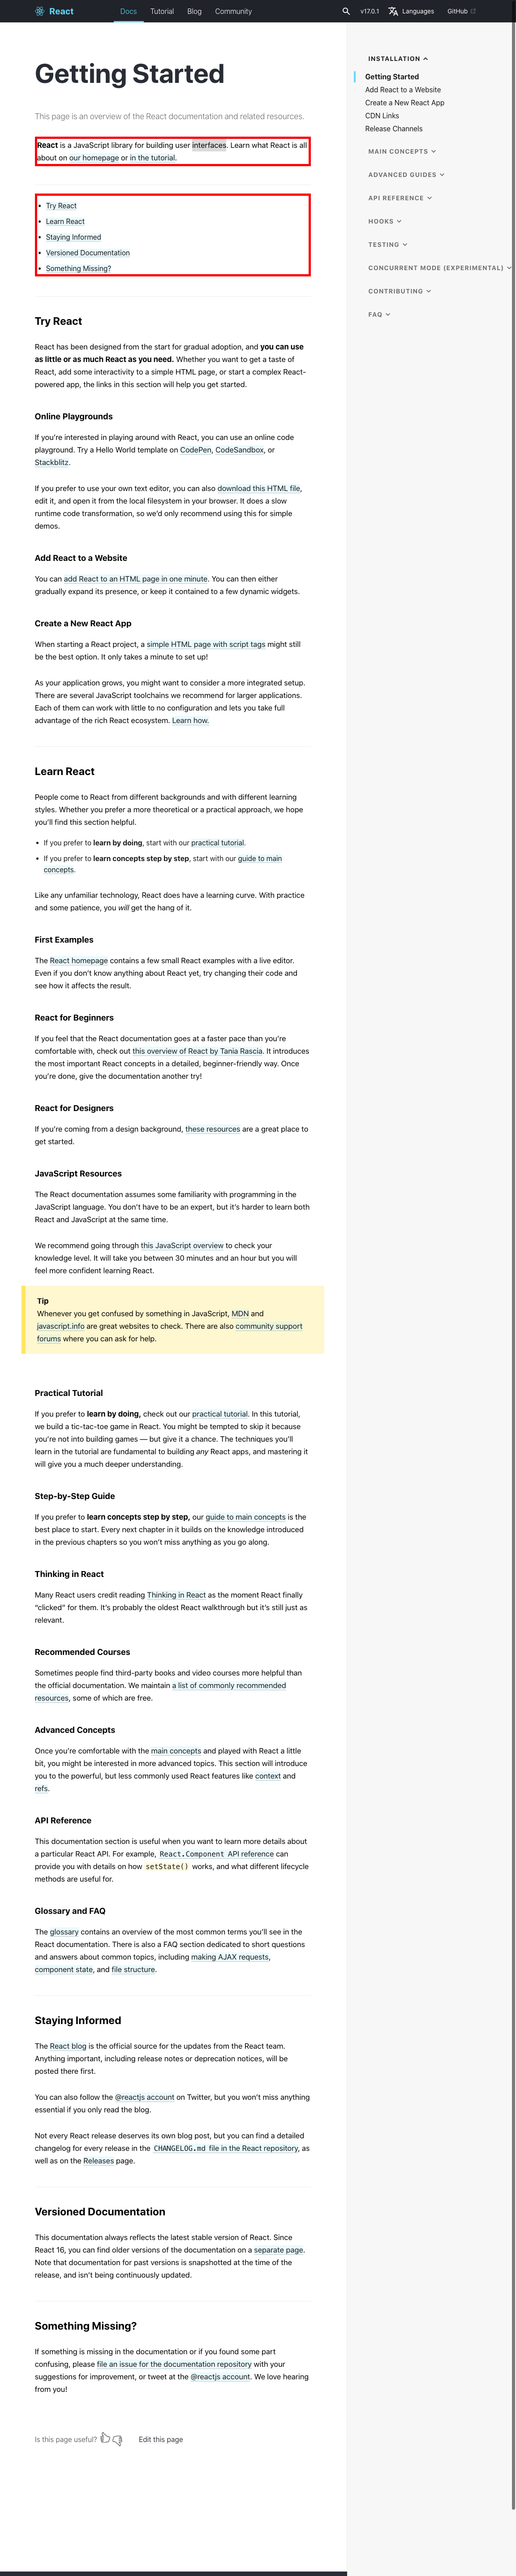 React
Docs
Tutorial
Blog
Community
v17.0.1
Languages
GitHub
Getting Started
This page is an overview of the React documentation and related resources.
React is a JavaScript library for building user interfaces. Learn what React is all
about on our homepage or in the tutorial.
Try React
Learn React
Staying Informed
Versioned Documentation
Something Missing?
Try React
React has been designed from the start for gradual adoption, and you can use
as little or as much React as you need. Whether you want to get a taste of
React, add some interactivity to a simple HTML page, or start a complex React-
powered app, the links in this section will help you get started.
Online Playgrounds
If you're interested in playing around with React, you can use an online code
playground. Try a Hello World template on CodePen, CodeSandbox, or
Stackblitz.
If you prefer to use your own text editor, you can also download this HTML file,
edit it, and open it from the local filesystem in your browser. It does a slow
runtime code transformation, so we'd only recommend using this for simple
demos.
Add React to a Website
You can add React to an HTML page in one minute. You can then either
gradually expand its presence, or keep it contained to a few dynamic widgets.
Create a New React App
When starting a React project, a simple HTML page with script tags might still
be the best option. It only takes a minute to set up!
As your application grows, you might want to consider a more integrated setup.
There are several JavaScript toolchains we recommend for larger applications.
Each of them can work with little to no configuration and lets you take full
advantage of the rich React ecosystem. Learn how.
Learn React
People come to React from different backgrounds and with different learning
styles. Whether you prefer a more theoretical or a practical approach, we hope
you'll find this section helpful.
If you prefer to learn by doing, start with our practical tutorial.
If you prefer to learn concepts step by step, start with our guide to main
concepts.
Like any unfamiliar technology, React does have a learning curve. With practice
and some patience, you will get the hang of it.
First Examples
The React homepage contains a few small React examples with a live editor.
Even if you don't know anything about React yet, try changing their code and
see how it affects the result.
React for Beginners
If you feel that the React documentation goes at a faster pace than you're
comfortable with, check out this overview of React by Tania Rascia. It introduces
the most important React concepts in a detailed, beginner-friendly way. Once
you're done, give the documentation another try!
React for Designers
If you're coming from a design background, these resources are a great place to
get started.
JavaScript Resources
The React documentation assumes some familiarity with programming in the
JavaScript language. You don't have to be an expert, but it's harder to learn both
React and JavaScript at the same time.
We recommend going through this JavaScript overview to check your
knowledge level. It will take you between 30 minutes and an hour but you will
feel more confident learning React.
Tip
Whenever you get confused by something in JavaScript, MDN and
javascript.info are great websites to check. There are also community support
forums where you can ask for help.
Practical Tutorial
If you prefer to learn by doing, check out our practical tutorial. In this tutorial,
we build a tic-tac-toe game in React. You might be tempted to skip it because
you're not into building games — but give it a chance. The techniques you'll
learn in the tutorial are fundamental to building any React apps, and mastering it
will give you a much deeper understanding.
Step-by-Step Guide
If you prefer to learn concepts step by step, our guide to main concepts is the
best place to start. Every next chapter in it builds on the knowledge introduced
in the previous chapters so you won't miss anything as you go along.
Thinking in React
Many React users credit reading Thinking in React as the moment React finally
“clicked” for them. It's probably the oldest React walkthrough but it's still just as
relevant.
Recommended Courses
Sometimes people find third-party books and video courses more helpful than
the official documentation. We maintain a list of commonly recommended
resources, some of which are free.
Advanced Concepts
Once you're comfortable with the main concepts and played with React a little
bit, you might be interested in more advanced topics. This section will introduce
you to the powerful, but less commonly used React features like context and
refs.
API Reference
This documentation section is useful when you want to learn more details about
a particular React API. For example, React.Component API reference can
provide you with details on how setState() works, and what different lifecycle
methods are useful for.
Glossary and FAQ
The glossary contains an overview of the most common terms you'll see in the
React documentation. There is also a FAQ section dedicated to short questions
and answers about common topics, including making AJAX requests,
component state, and file structure.
Staying Informed
The React blog is the official source for the updates from the React team.
Anything important, including release notes or deprecation notices, will be
posted there first.
You can also follow the @reactjs account on Twitter, but you won't miss anything
essential if you only read the blog.
Not every React release deserves its own blog post, but you can find a detailed
changelog for every release in the CHANGELOG.md file in the React repository, as
well as on the Releases page.
Versioned Documentation
This documentation always reflects the latest stable version of React. Since
React 16, you can find older versions of the documentation on a separate page.
Note that documentation for past versions is snapshotted at the time of the
release, and isn't being continuously updated.
Something Missing?
If something is missing in the documentation or if you found some part
confusing, please file an issue for the documentation repository with your
suggestions for improvement, or tweet at the @reactjs account. We love hearing
from you!
Is this page useful?
Edit this page
INSTALLATION
Getting Started
Add React to a Website
Create a New React App
CDN Links
Release Channels
MAIN CONCEPTS
ADVANCED GUIDES
API REFERENCE
HOOKS
TESTING
CONCURRENT MODE (EXPERIMENTAL)
CONTRIBUTING
FAQ